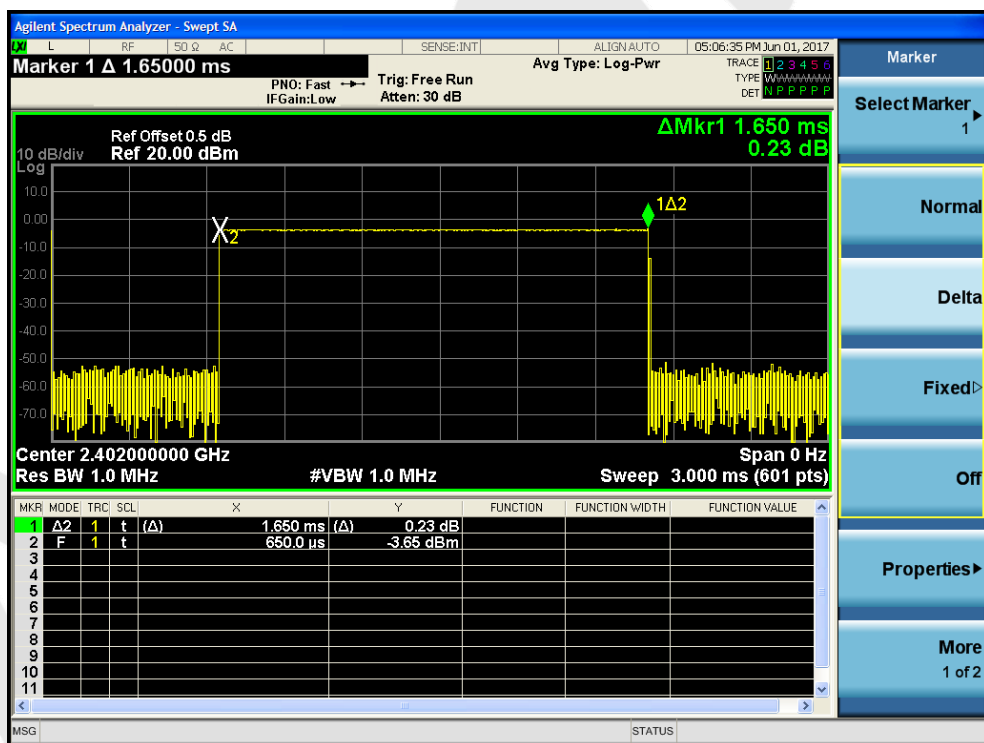 Agilent Spectrum Analyzer - Swept SA
LXI L RF 50 Ω AC SENSE:INT ALIGN AUTO 05:06:35 PM Jun 01, 2017
Marker 1 Δ 1.65000 ms
PNO: Fast
IFGain:Low
Trig: Free Run
Atten: 30 dB
Avg Type: Log-Pwr
TRACE 1 2 3 4 5 6
TYPE W
DET N P P P P P
Ref Offset 0.5 dB
10 dB/div Ref 20.00 dBm
Log
ΔMkr1 1.650 ms
0.23 dB
10.0
0.00
-10.0
-20.0
-30.0
-40.0
-50.0
-60.0
-70.0
X2
1Δ2
Center 2.402000000 GHz Span 0 Hz
Res BW 1.0 MHz #VBW 1.0 MHz Sweep 3.000 ms (601 pts)
MKR MODE TRC SCL X Y FUNCTION FUNCTION WIDTH FUNCTION VALUE
1 Δ2 1 t (Δ) 1.650 ms (Δ) 0.23 dB
2 F 1 t 650.0 µs -3.65 dBm
3
4
5
6
7
8
9
10
11
MSG STATUS
Marker
Select Marker
1
Normal
Delta
Fixed
Off
Properties
More
1 of 2